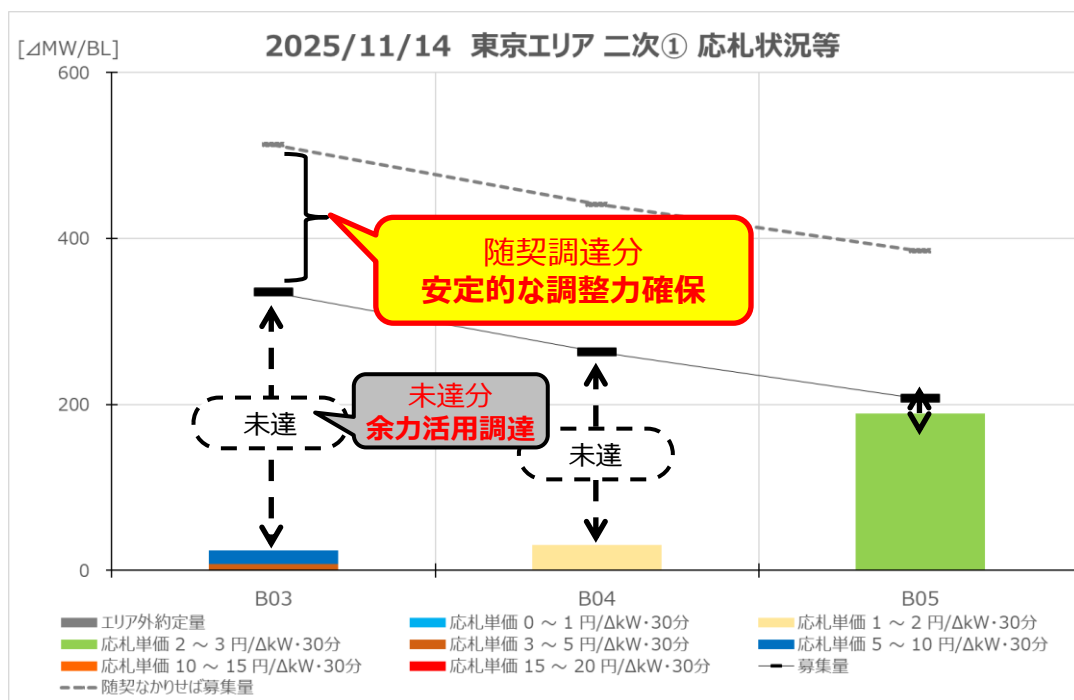 2025/11/14 東京エリア 二次① 応札状況等
[⊿MW/BL]
600
400
200
0
随契調達分
安定的な調整力確保
未達分
余力活用調達
未達
未達
B03 B04 B05
エリア外約定量 応札単価 0 ～ 1 円/ΔkW・30分 応札単価 1 ～ 2 円/ΔkW・30分
応札単価 2 ～ 3 円/ΔkW・30分 応札単価 3 ～ 5 円/ΔkW・30分 応札単価 5 ～ 10 円/ΔkW・30分
応札単価 10 ～ 15 円/ΔkW・30分 応札単価 15 ～ 20 円/ΔkW・30分 募集量
随契なかりせば募集量